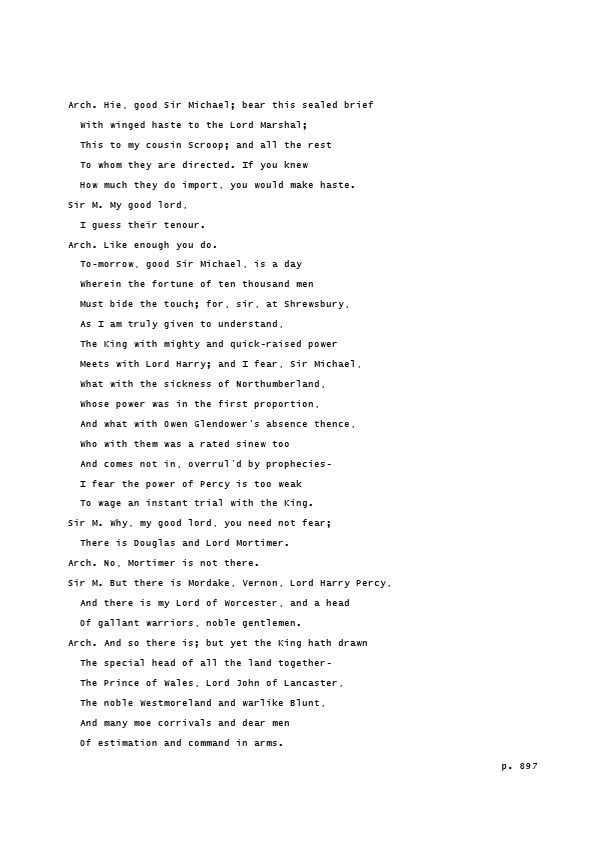 Arch. Hie, good Sir Michael; bear this sealed brief
With winged haste to the Lord Marshal;
This to my cousin Scroop; and all the rest
To whom they are directed. If you knew
How much they do import, you would make haste.
Sir M. My good lord,
I guess their tenour.
Arch. Like enough you do.
To-morrow, good Sir Michael, is a day
Wherein the fortune of ten thousand men
Must bide the touch; for, sir, at Shrewsbury,
As I am truly given to understand,
The King with mighty and quick-raised power
Meets with Lord Harry; and I fear, Sir Michael,
What with the sickness of Northumberland,
Whose power was in the first proportion,
And what with Owen Glendower's absence thence,
Who with them was a rated sinew too
And comes not in, overrul'd by prophecies-
I fear the power of Percy is too weak
To wage an instant trial with the King.
Sir M. Why, my good lord, you need not fear;
There is Douglas and Lord Mortimer.
Arch. No, Mortimer is not there.
Sir M. But there is Mordake, Vernon, Lord Harry Percy,
And there is my Lord of Worcester, and a head
Of gallant warriors, noble gentlemen.
Arch. And so there is; but yet the King hath drawn
The special head of all the land together-
The Prince of Wales, Lord John of Lancaster,
The noble Westmoreland and warlike Blunt,
And many moe corrivals and dear men
Of estimation and command in arms.
p. 897